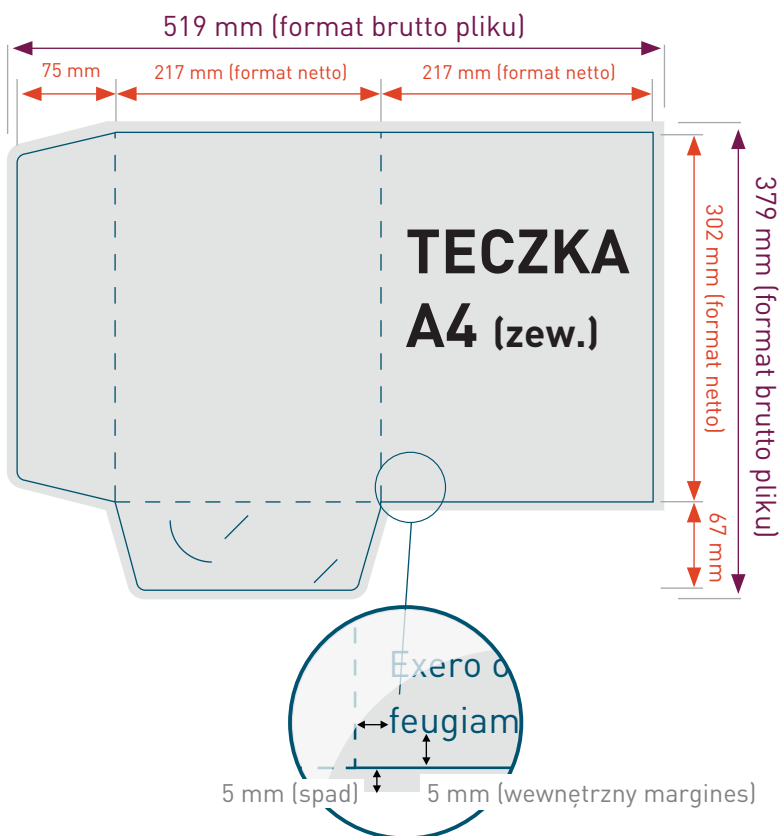 519 mm (format brutto pliku)
75 mm
217 mm (format netto)
217 mm (format netto)
TECZKA
A4 (zew.)
302 mm (format netto)
379 mm (format brutto pliku)
67 mm
Exero o
feugiam
5 mm (spad)
5 mm (wewnętrzny margines)